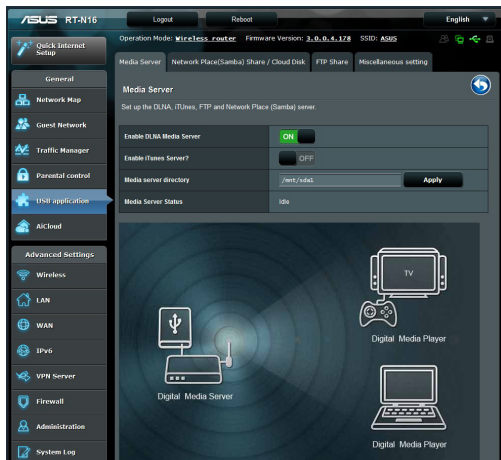 ASUS RT-N16
Logout
Reboot
English
Quick Internet Setup
Operation Mode: Wireless router Firmware Version: 3.0.0.4.178 SSID: ASUS
Media Server
Network Place(Samba) Share / Cloud Disk
FTP Share
Miscellaneous setting
General
Network Map
Guest Network
Traffic Manager
Parental control
USB application
AiCloud
Advanced Settings
Wireless
LAN
WAN
IPv6
VPN Server
Firewall
Administration
System Log
Media Server
Set up the DLNA, iTunes, FTP and Network Place (Samba) server.
Enable DLNA Media Server
ON
Enable iTunes Server?
OFF
Media server directory
/mnt/sda1
Apply
Media Server Status
Idle
TV
Digital Media Player
Digital Media Server
Digital Media Player